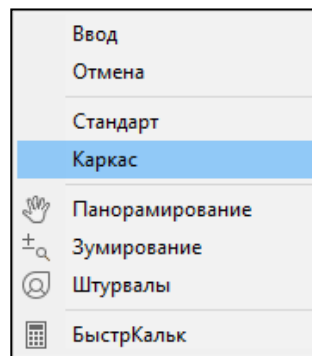 Ввод
Отмена
Стандарт
Каркас
Панорамирование
Зумирование
Штурвалы
БыстрКальк